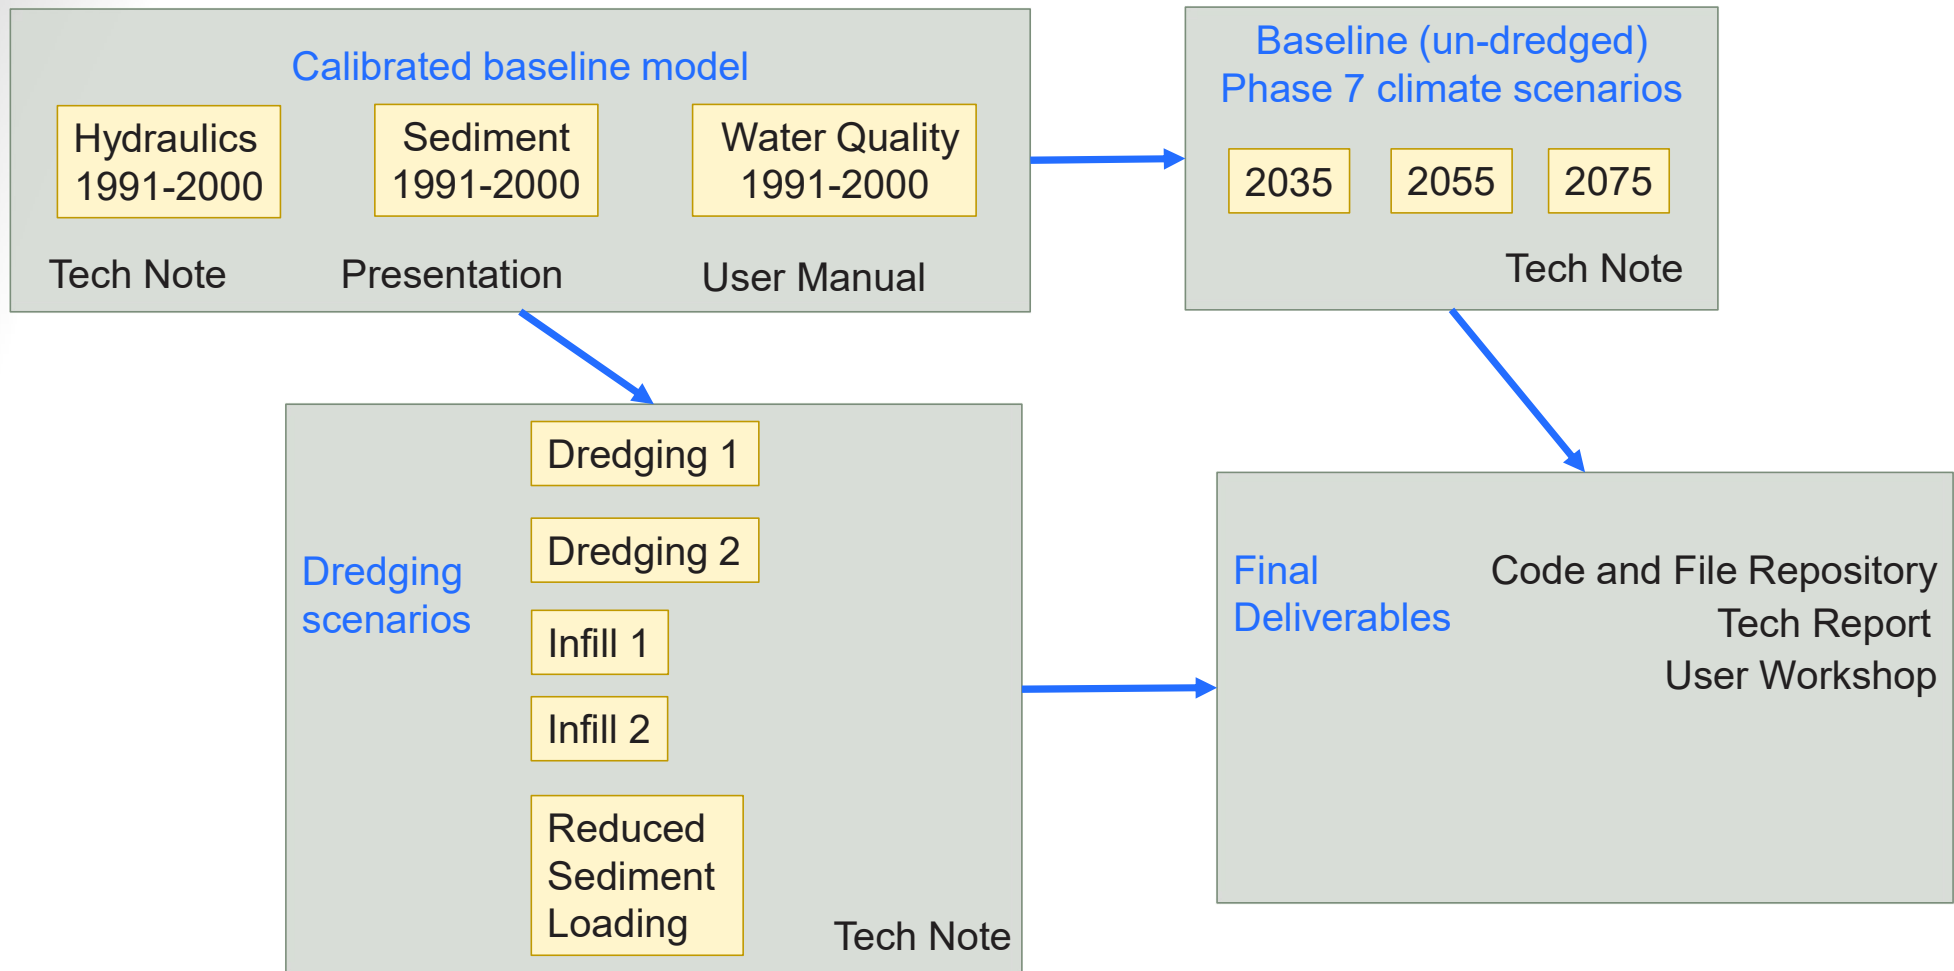 Calibrated baseline model
Hydraulics
1991-2000
Sediment
1991-2000
Water Quality
1991-2000
Tech Note
Presentation
User Manual
Baseline (un-dredged)
Phase 7 climate scenarios
2035
2055
2075
Tech Note
Dredging
scenarios
Dredging 1
Dredging 2
Infill 1
Infill 2
Reduced
Sediment
Loading
Tech Note
Final
Deliverables
Code and File Repository
Tech Report
User Workshop